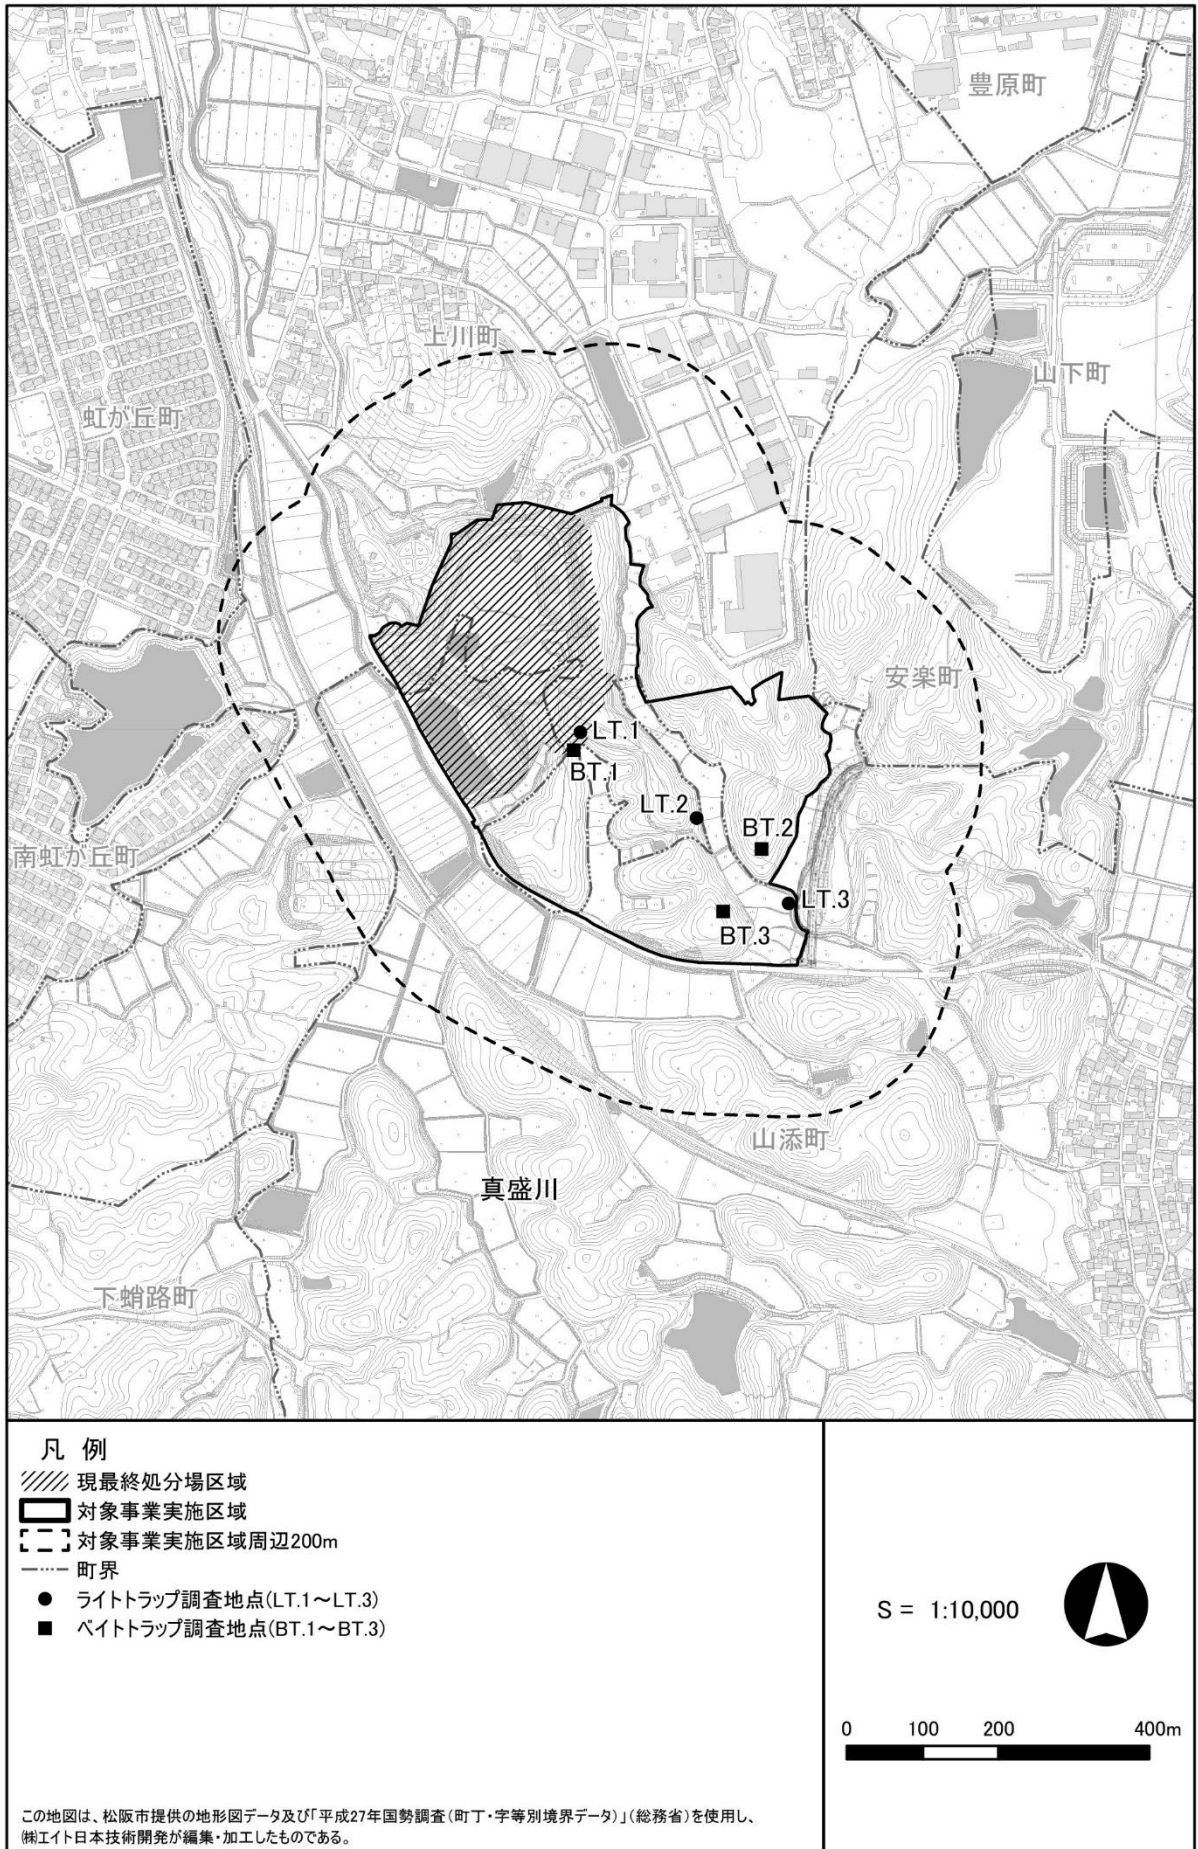 豊原町
上川町
山下町
虹が丘町
安楽町
LT.1
BT.1
LT.2
BT.2
南虹が丘町
LT.3
BT.3
山添町
真盛川
下蛸路町
凡 例
現最終処分場区域
対象事業実施区域
対象事業実施区域周辺200m
町界
ライトトラップ調査地点(LT.1～LT.3)
ベイトトラップ調査地点(BT.1～BT.3)
S = 1:10,000
0 100 200 400m
この地図は、松阪市提供の地形図データ及び「平成27年国勢調査(町丁・字等別境界データ)」(総務省)を使用し、
㈱エイト日本技術開発が編集・加工したものである。